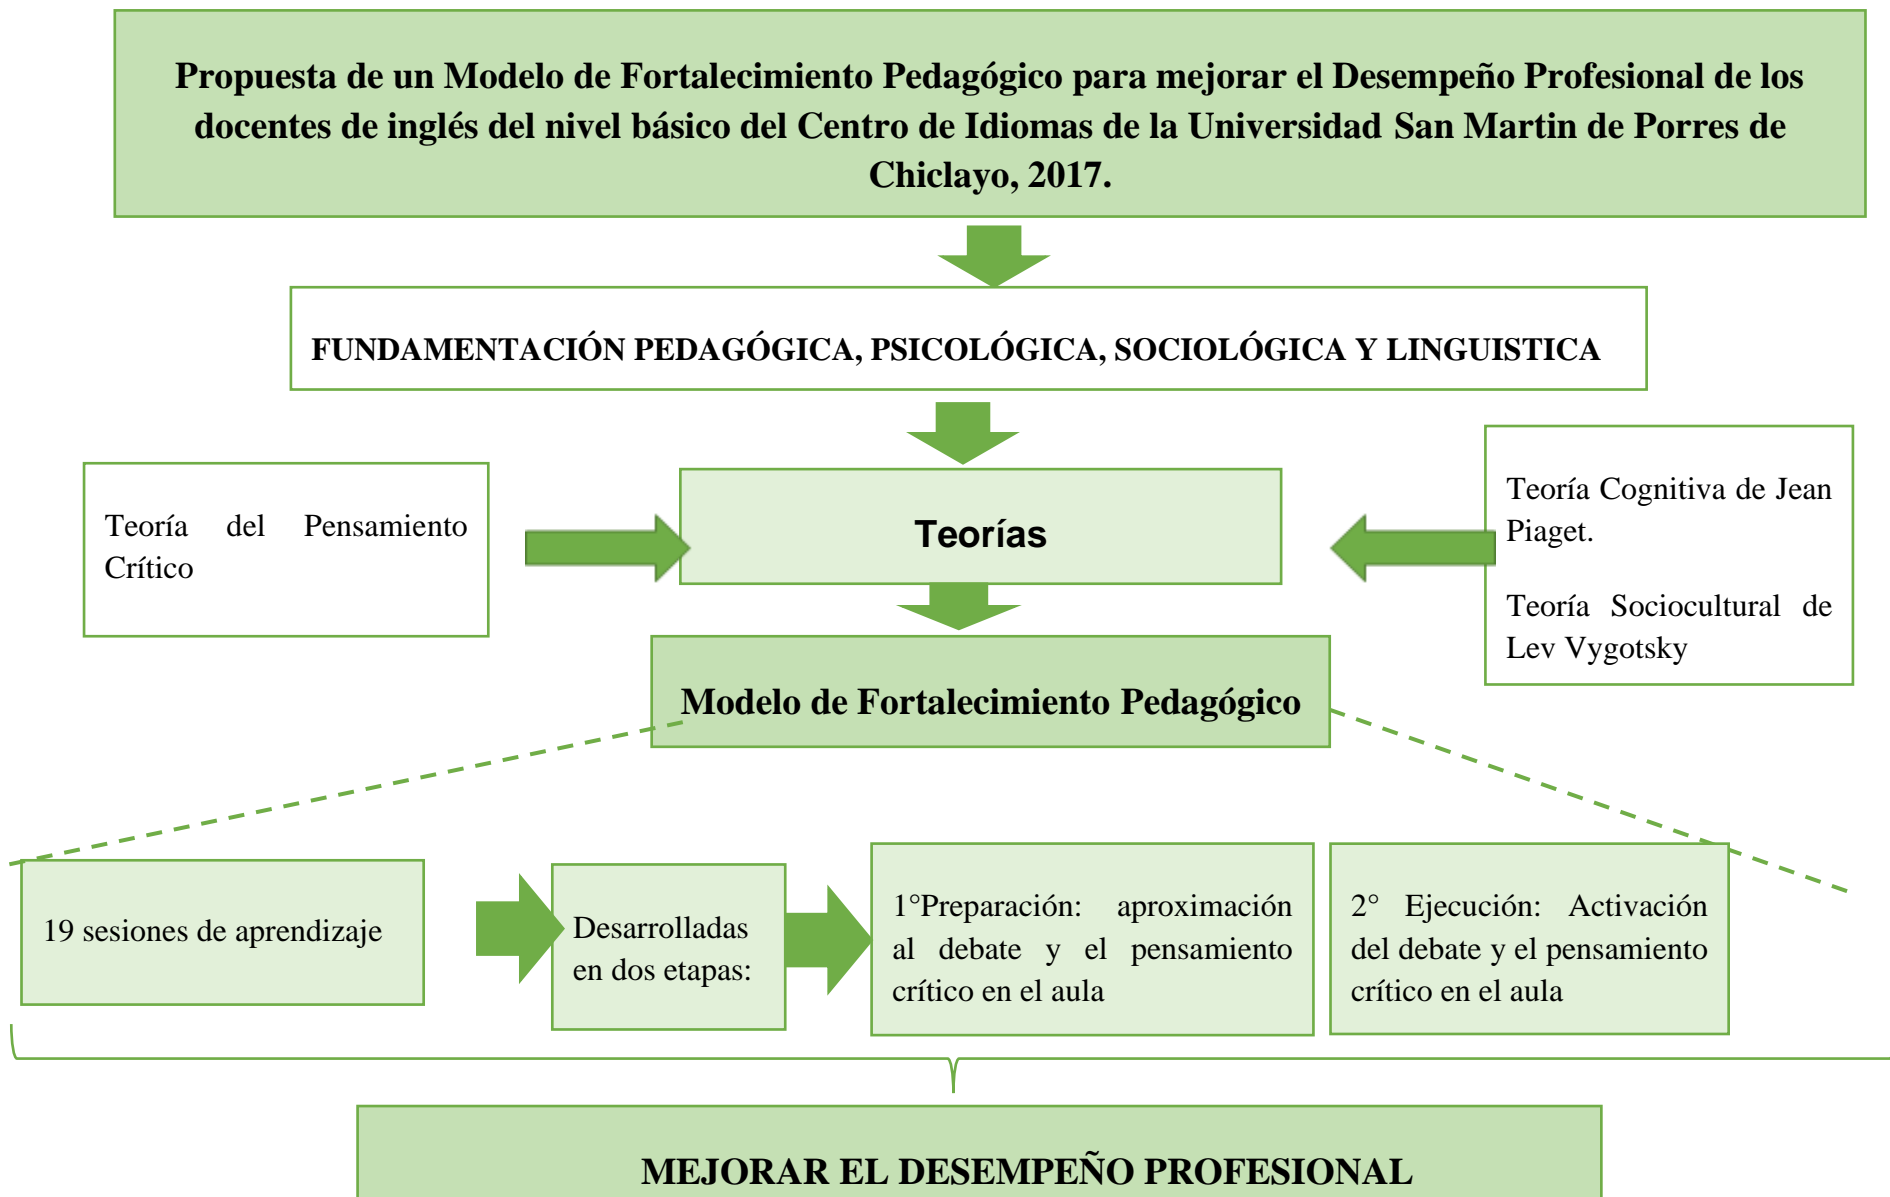 Propuesta de un Modelo de Fortalecimiento Pedagógico para mejorar el Desempeño Profesional de los
docentes de inglés del nivel básico del Centro de Idiomas de la Universidad San Martin de Porres de
Chiclayo, 2017.
FUNDAMENTACIÓN PEDAGÓGICA, PSICOLÓGICA, SOCIOLÓGICA Y LINGUISTICA
Teoría del Pensamiento
Crítico
Teorías
Teoría Cognitiva de Jean
Piaget.
Teoría Sociocultural de
Lev Vygotsky
Modelo de Fortalecimiento Pedagógico
19 sesiones de aprendizaje
Desarrolladas
en dos etapas:
1°Preparación: aproximación
al debate y el pensamiento
crítico en el aula
2° Ejecución: Activación
del debate y el pensamiento
crítico en el aula
MEJORAR EL DESEMPEÑO PROFESIONAL